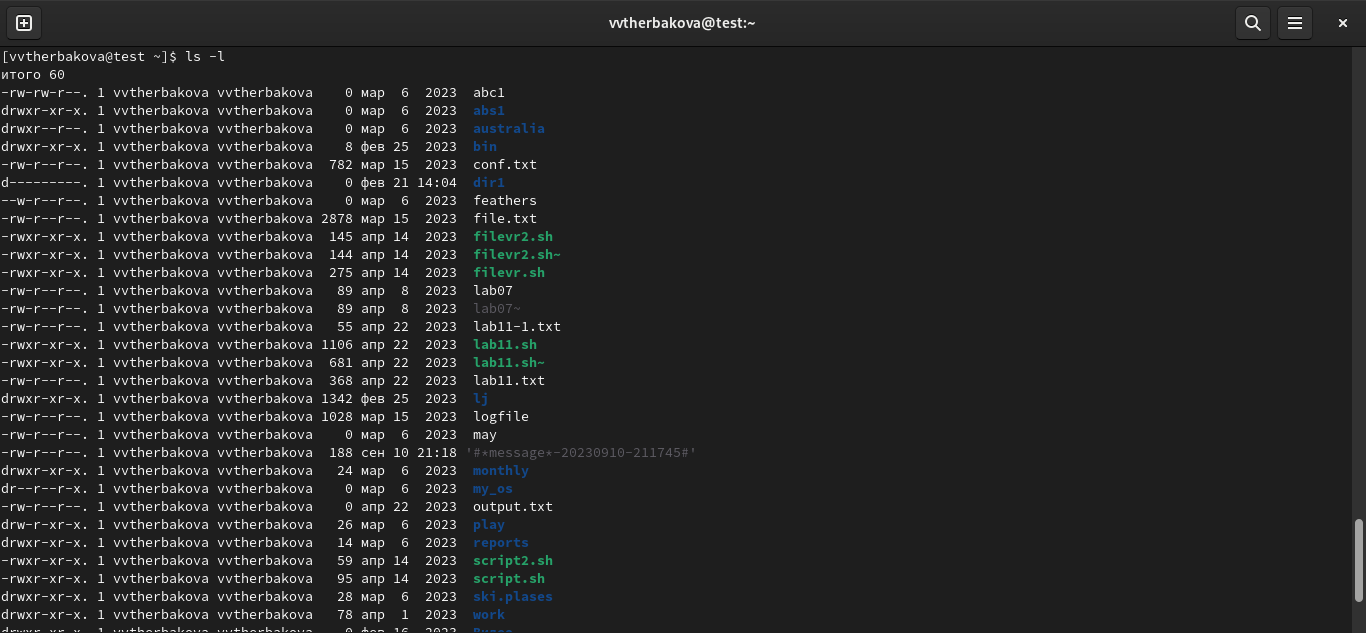 vvtherbakova@test:~
[vvtherbakova@test ~]$ ls -l
итого 60
-rw-rw-r--. 1 vvtherbakova vvtherbakova    0 мар  6  2023  abc1
drwxr-xr-x. 1 vvtherbakova vvtherbakova    0 мар  6  2023  abs1
drwxr--r--. 1 vvtherbakova vvtherbakova    0 мар  6  2023  australia
drwxr-xr-x. 1 vvtherbakova vvtherbakova    8 фев 25  2023  bin
-rw-r--r--. 1 vvtherbakova vvtherbakova  782 мар 15  2023  conf.txt
d---------. 1 vvtherbakova vvtherbakova    0 фев 21 14:04  dir1
--w-r--r--. 1 vvtherbakova vvtherbakova    0 мар  6  2023  feathers
-rw-r--r--. 1 vvtherbakova vvtherbakova 2878 мар 15  2023  file.txt
-rwxr-xr-x. 1 vvtherbakova vvtherbakova  145 апр 14  2023  filevr2.sh
-rwxr-xr-x. 1 vvtherbakova vvtherbakova  144 апр 14  2023  filevr2.sh~
-rwxr-xr-x. 1 vvtherbakova vvtherbakova  275 апр 14  2023  filevr.sh
-rw-r--r--. 1 vvtherbakova vvtherbakova   89 апр  8  2023  lab07
-rw-r--r--. 1 vvtherbakova vvtherbakova   89 апр  8  2023  lab07~
-rw-r--r--. 1 vvtherbakova vvtherbakova   55 апр 22  2023  lab11-1.txt
-rwxr-xr-x. 1 vvtherbakova vvtherbakova 1106 апр 22  2023  lab11.sh
-rwxr-xr-x. 1 vvtherbakova vvtherbakova  681 апр 22  2023  lab11.sh~
-rw-r--r--. 1 vvtherbakova vvtherbakova  368 апр 22  2023  lab11.txt
drwxr-xr-x. 1 vvtherbakova vvtherbakova 1342 фев 25  2023  lj
-rw-r--r--. 1 vvtherbakova vvtherbakova 1028 мар 15  2023  logfile
-rw-r--r--. 1 vvtherbakova vvtherbakova    0 мар  6  2023  may
-rw-r--r--. 1 vvtherbakova vvtherbakova  188 сен 10 21:18 '#*message*-20230910-211745#'
drwxr-xr-x. 1 vvtherbakova vvtherbakova   24 мар  6  2023  monthly
dr--r--r-x. 1 vvtherbakova vvtherbakova    0 мар  6  2023  my_os
-rw-r--r--. 1 vvtherbakova vvtherbakova    0 апр 22  2023  output.txt
drw-r-xr-x. 1 vvtherbakova vvtherbakova   26 мар  6  2023  play
drwxr-xr-x. 1 vvtherbakova vvtherbakova   14 мар  6  2023  reports
-rwxr-xr-x. 1 vvtherbakova vvtherbakova   59 апр 14  2023  script2.sh
-rwxr-xr-x. 1 vvtherbakova vvtherbakova   95 апр 14  2023  script.sh
drwxr-xr-x. 1 vvtherbakova vvtherbakova   28 мар  6  2023  ski.plases
drwxr-xr-x. 1 vvtherbakova vvtherbakova   78 апр  1  2023  work
drwxr-xr-x. 1 vvtherbakova vvtherbakova    0 фев 16  2023